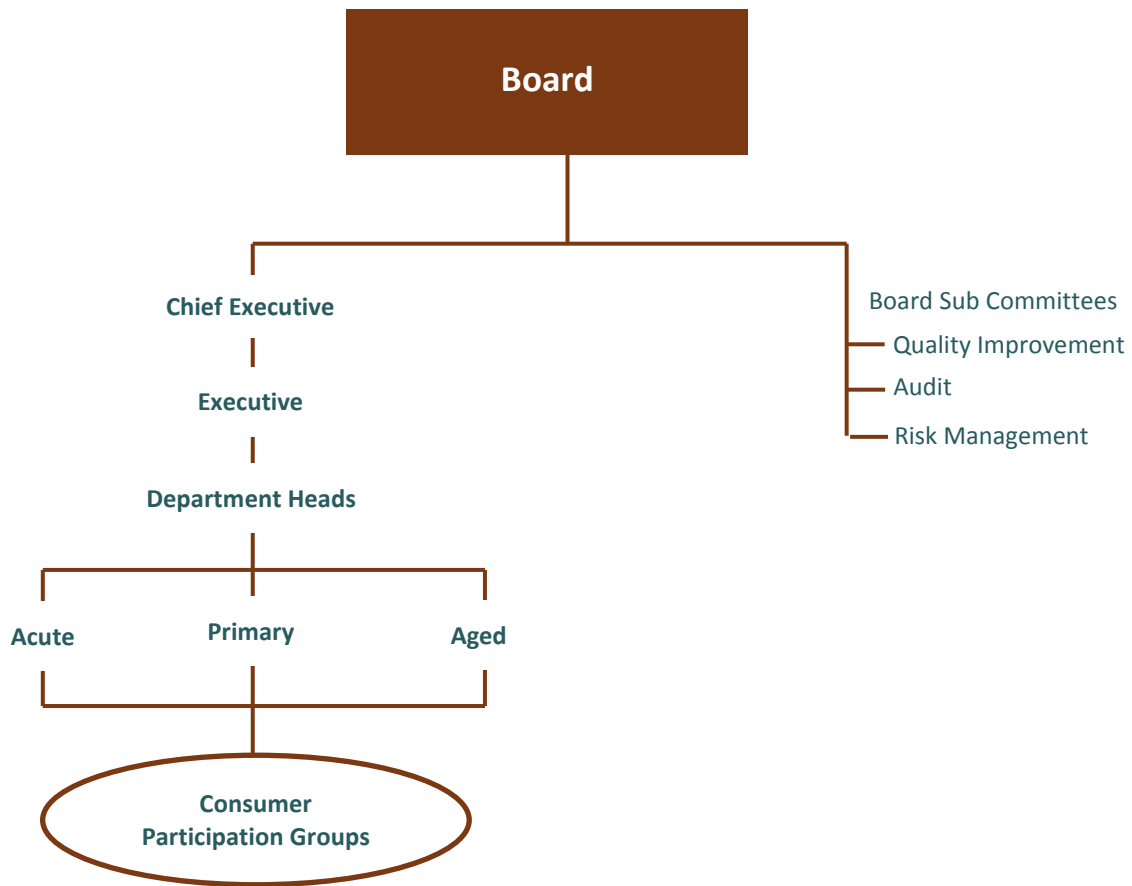 Board
Chief Executive
Board Sub Committees
Quality Improvement
Executive
Audit
Risk Management
Department Heads
Acute
Primary
Aged
Consumer
Participation Groups